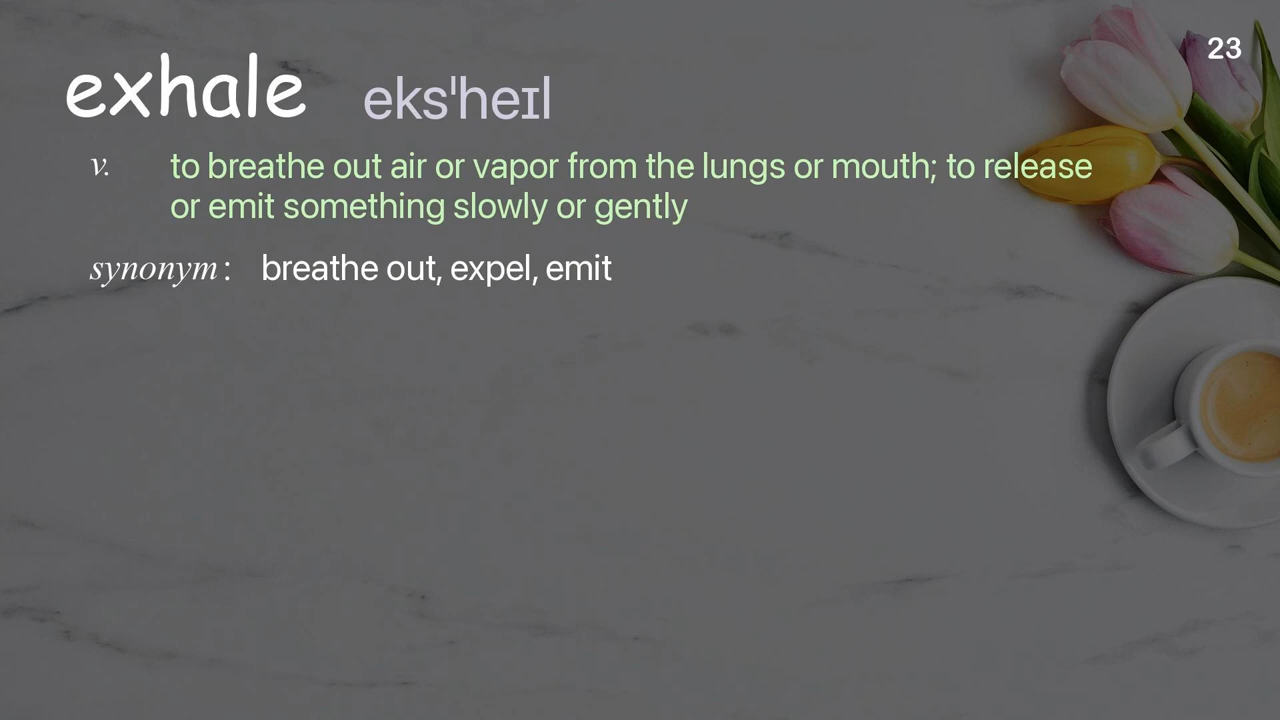 23
exhale eks'heɪl
v. to breathe out air or vapor from the lungs or mouth; to release
or emit something slowly or gently
synonym: breathe out, expel, emit